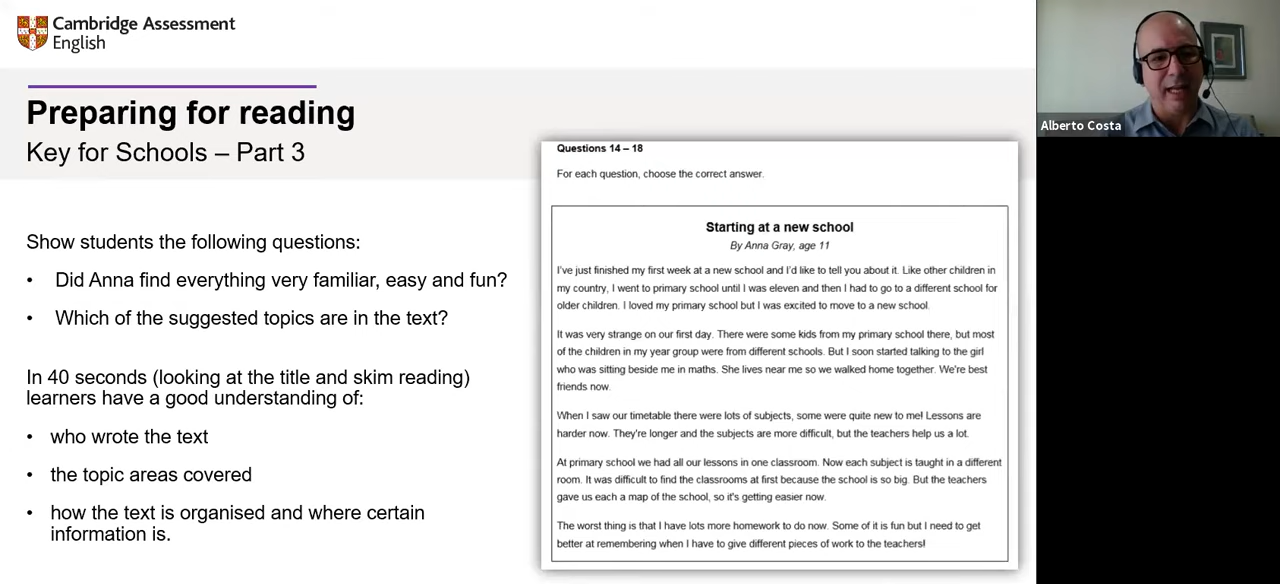 Cambridge Assessment
English
Preparing for reading
Key for Schools – Part 3
Show students the following questions:
• Did Anna find everything very familiar, easy and fun?
• Which of the suggested topics are in the text?
In 40 seconds (looking at the title and skim reading)
learners have a good understanding of:
• who wrote the text
• the topic areas covered
• how the text is organised and where certain
information is.
Questions 14 – 18
For each question, choose the correct answer.
Starting at a new school
By Anna Gray, age 11
I've just finished my first week at a new school and I'd like to tell you about it. Like other children in
my country, I went to primary school until I was eleven and then I had to go to a different school for
older children. I loved my primary school but I was excited to move to a new school.
It was very strange on our first day. There were some kids from my primary school there, but most
of the children in my year group were from different schools. But I soon started talking to the girl
who was sitting beside me in maths. She lives near me so we walked home together. We're best
friends now.
When I saw our timetable there were lots of subjects, some were quite new to me! Lessons are
harder now. They're longer and the subjects are more difficult, but the teachers help us a lot.
At primary school we had all our lessons in one classroom. Now each subject is taught in a different
room. It was difficult to find the classrooms at first because the school is so big. But the teachers
gave us each a map of the school, so it's getting easier now.
The worst thing is that I have lots more homework to do now. Some of it is fun but I need to get
better at remembering when I have to give different pieces of work to the teachers!
Alberto Costa